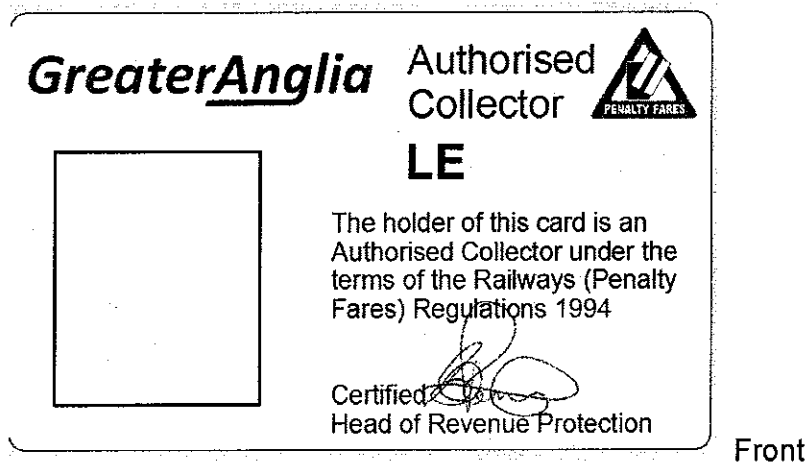 GreaterAnglia
Authorised
Collector
PENALTY FARES
LE
The holder of this card is an
Authorised Collector under the
terms of the Railways (Penalty
Fares) Regulations 1994
Certified
Head of Revenue Protection
Front